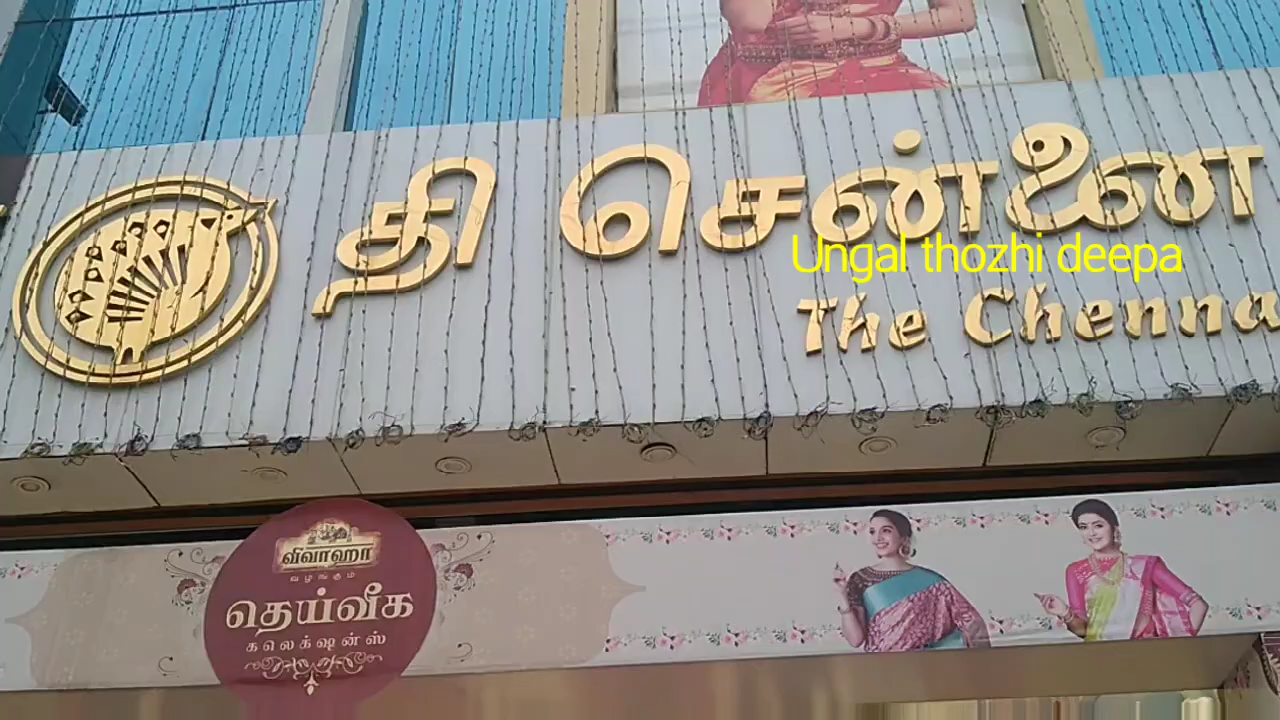 தி சென்னை
Ungal thozhi deepa
The Chenna
விவாஹா
வழங்கும்
தெய்வீக
கலெக்ஷன்ஸ்